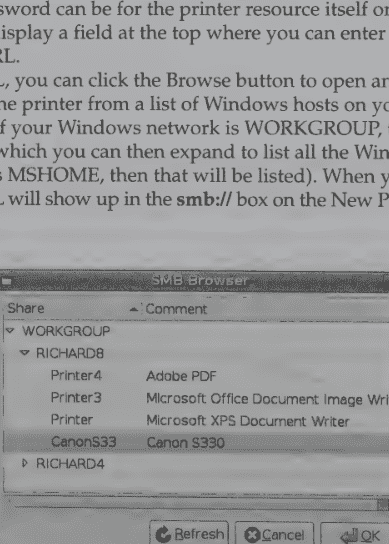 sword can be for the printer resource itself or
isplay a field at the top where you can enter
RL.
L, you can click the Browse button to open an
ne printer from a list of Windows hosts on yo
f your Windows network is WORKGROUP,
which you can then expand to list all the Win
s MSHOME, then that will be listed). When y
L will show up in the smb:// box on the New P
SMB Browser
Share Comment
WORKGROUP
RICHARD8
Printer4 Adobe PDF
Printer3 Microsoft Office Document Image Wri
Printer Microsoft XPS Document Writer
CanonS33 Canon S330
RICHARD4
Refresh Cancel OK